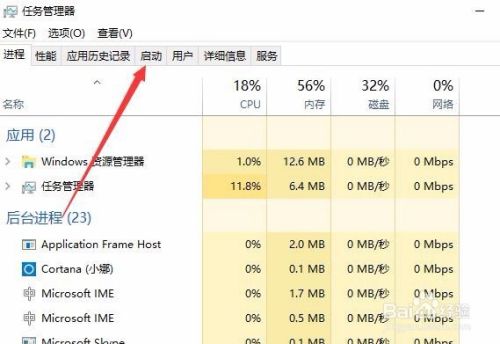 任务管理器
文件(F) 选项(O) 查看(V)
进程 性能 应用历史记录 启动 用户 详细信息 服务
18% 56% 32% 0%
名称 CPU 内存 磁盘 网络
应用 (2)
Windows 资源管理器 1.0% 12.6 MB 0 MB/秒 0 Mbps
任务管理器 11.8% 6.4 MB 0 MB/秒 0 Mbps
后台进程 (23)
Application Frame Host 0% 2.0 MB 0 MB/秒 0 Mbps
Cortana (小娜) 0% 0.1 MB 0 MB/秒 0 Mbps
Microsoft IME 0% 1.7 MB 0 MB/秒 0 Mbps
Microsoft IME 0% 0.5 MB 0 MB/秒 0 Mbps
Microsoft Skype 0% 0.1 MB 0 MB/秒 0 Mbps